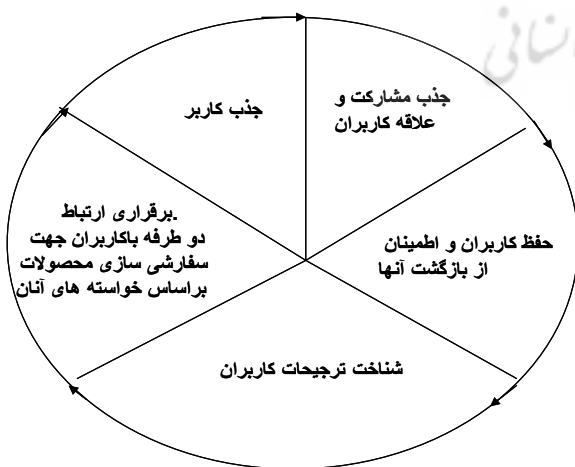 جذب کاربر
جذب مشارکت و
علاقه کاربران
حفظ کاربران و اطمینان
از بازگشت آنها
شناخت ترجیحات کاربران
.برقراری ارتباط
دو طرفه باکاربران جهت
سفارشی سازی محصولات
براساس خواسته های آنان